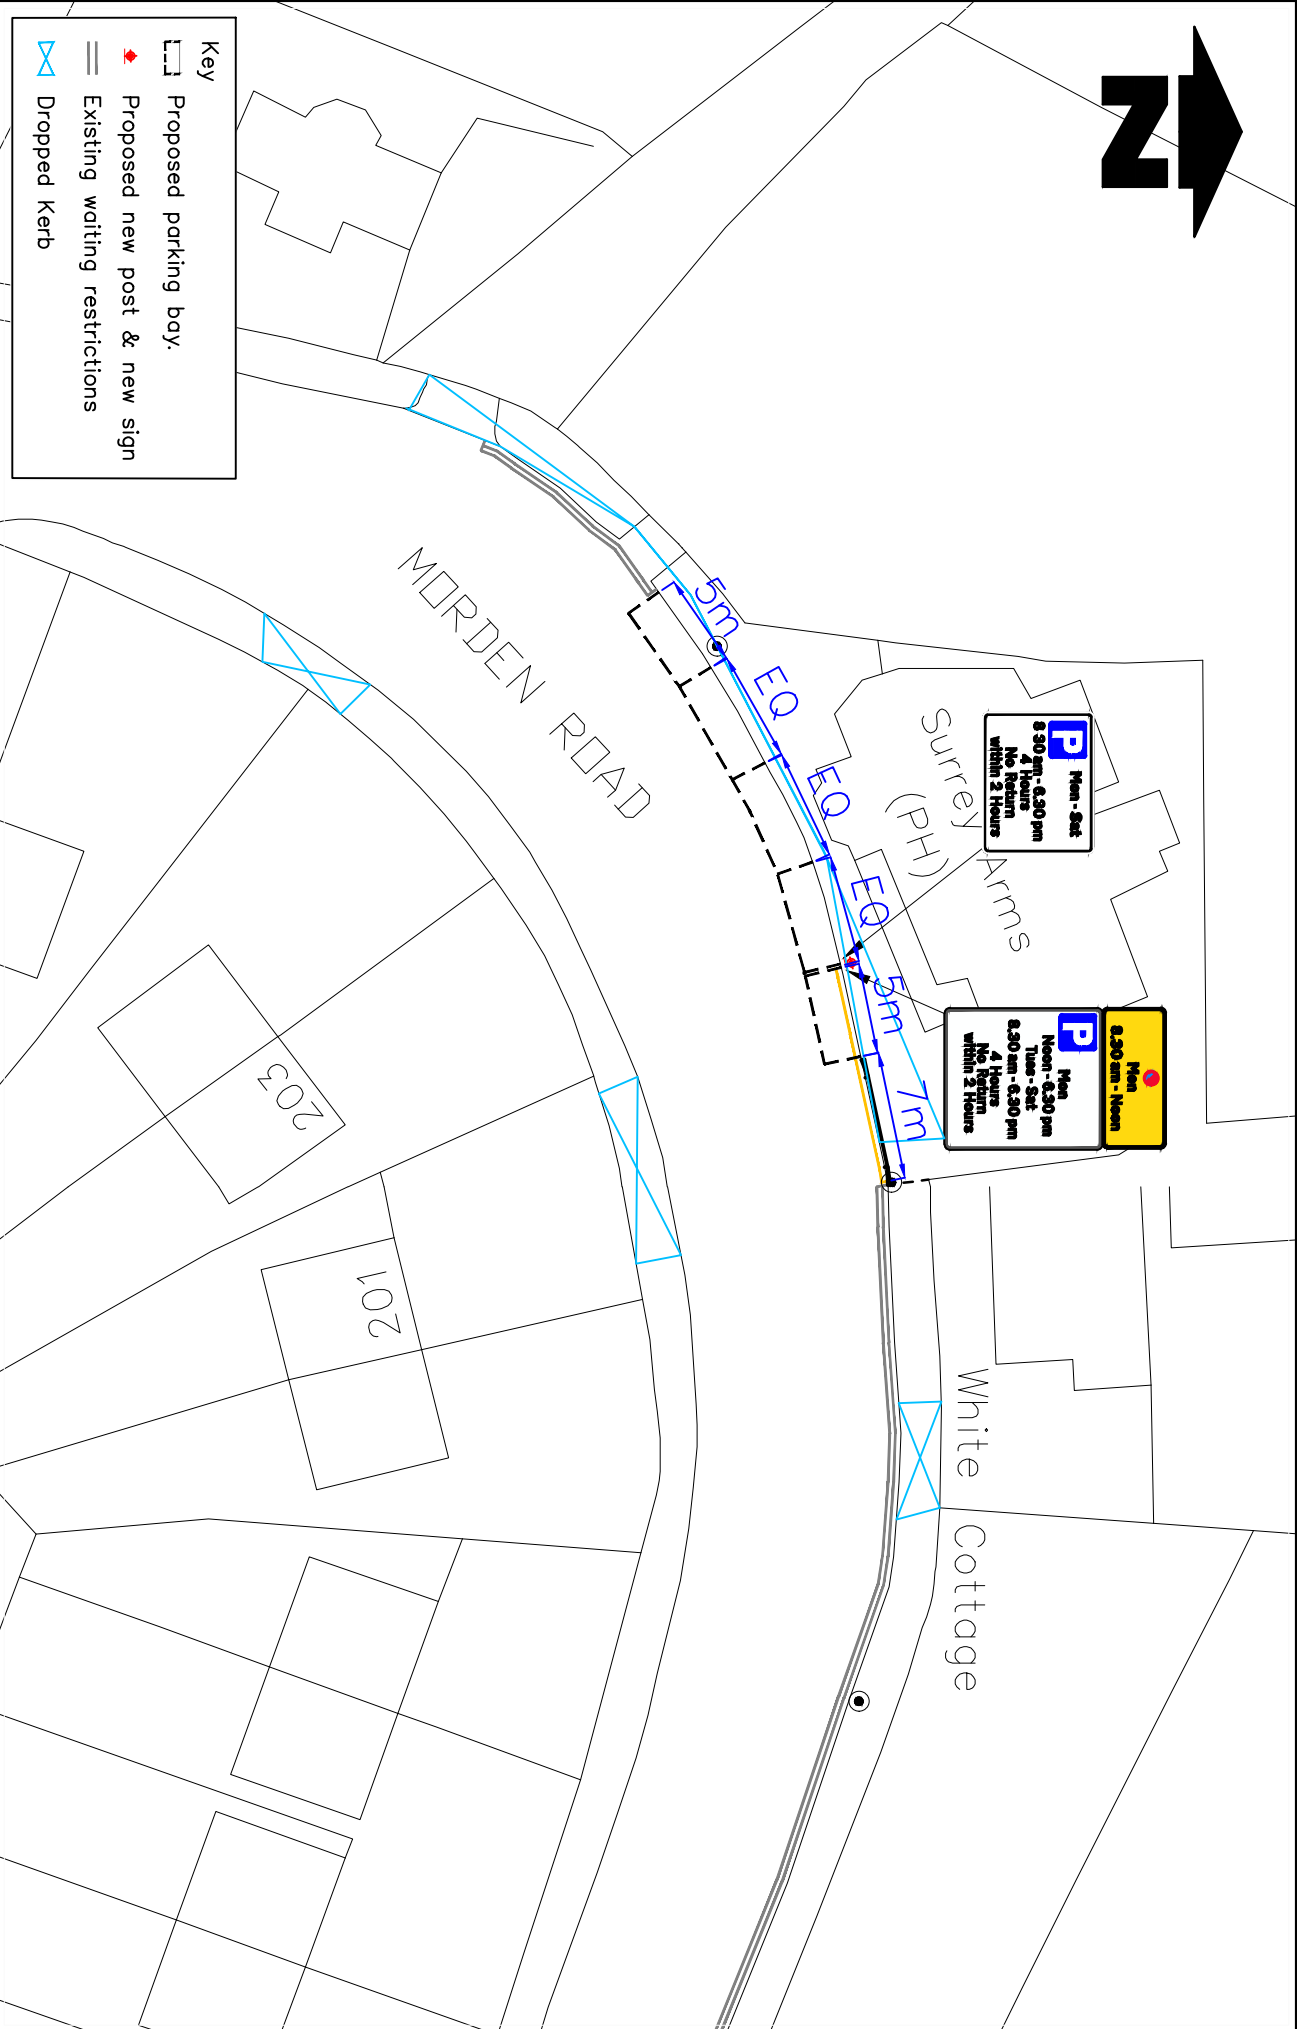 Key
Proposed parking bay.
Proposed new post & new sign
Existing waiting restrictions
Dropped Kerb
N
MORDEN ROAD
5m
EQ
EQ
EQ
5m
7m
Surrey Arms
(PH)
P Mon - Sat
8 30 am - 6.30 pm
4 Hours
No Return
within 2 Hours
Mon
8.30 am - Noon
P Mon
Noon - 6.30 pm
Tues - Sat
8.30 am - 6.30 pm
4 Hours
No Return
within 2 Hours
White Cottage
203
201